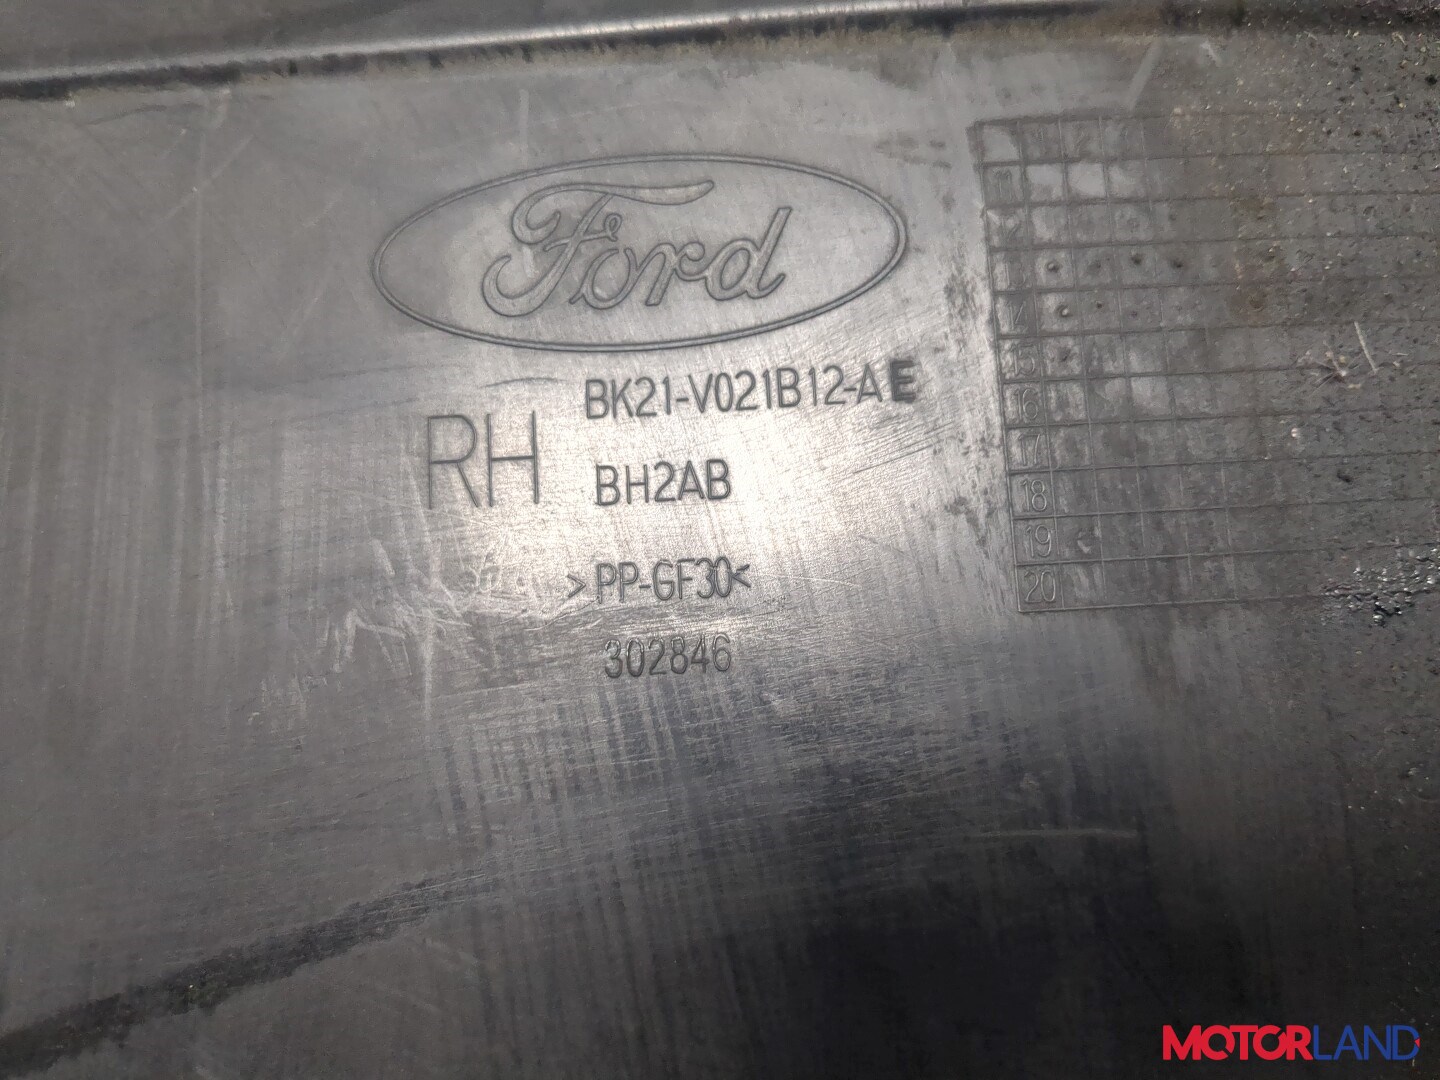 Ford
BK21-V021B12-AE
RH
BH2AB
>PP-GF30<
302846
11
12
13
14
15
16
17
18
19
20
MOTORLAND